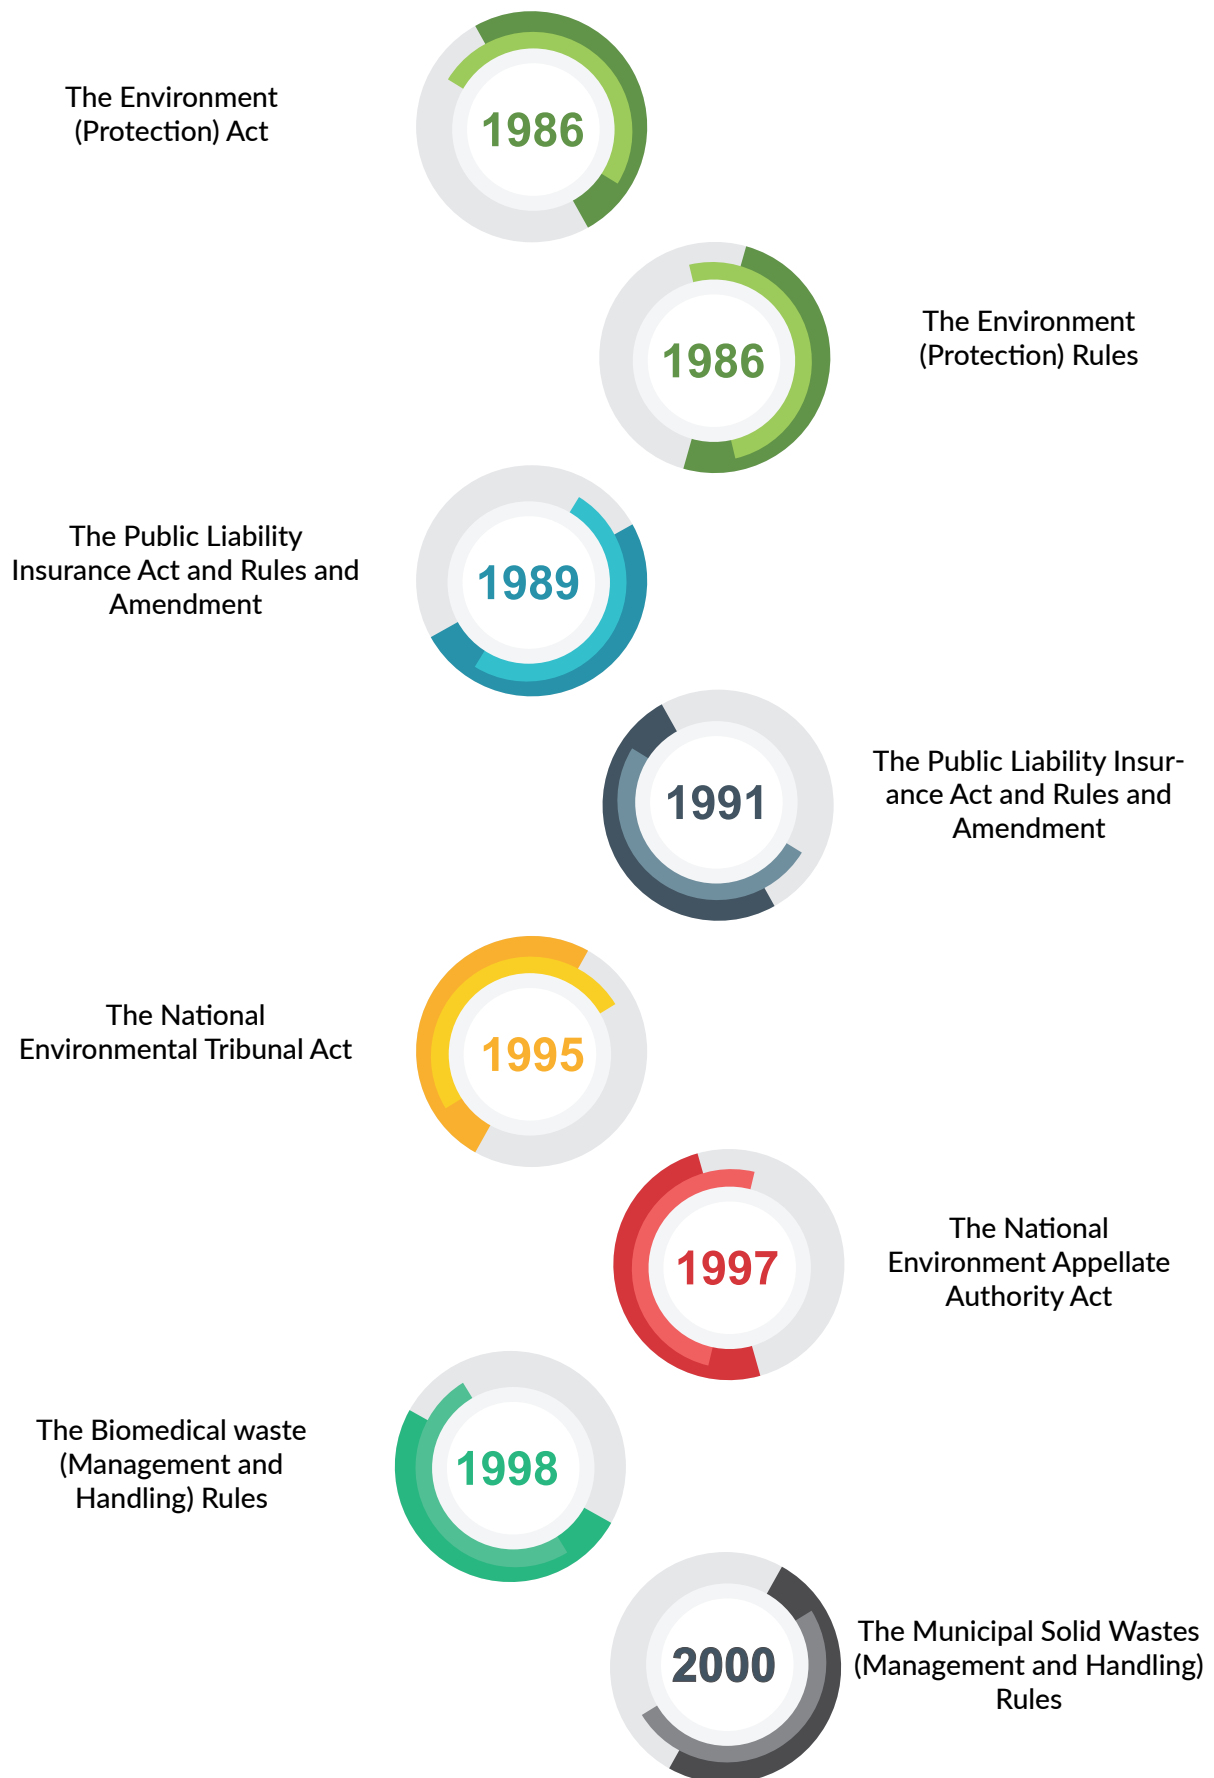 The Environment
(Protection) Act
1986
1986
The Environment
(Protection) Rules
The Public Liability
Insurance Act and Rules and
Amendment
1989
1991
The Public Liability Insur-
ance Act and Rules and
Amendment
The National
Environmental Tribunal Act
1995
1997
The National
Environment Appellate
Authority Act
The Biomedical waste
(Management and
Handling) Rules
1998
2000
The Municipal Solid Wastes
(Management and Handling)
Rules